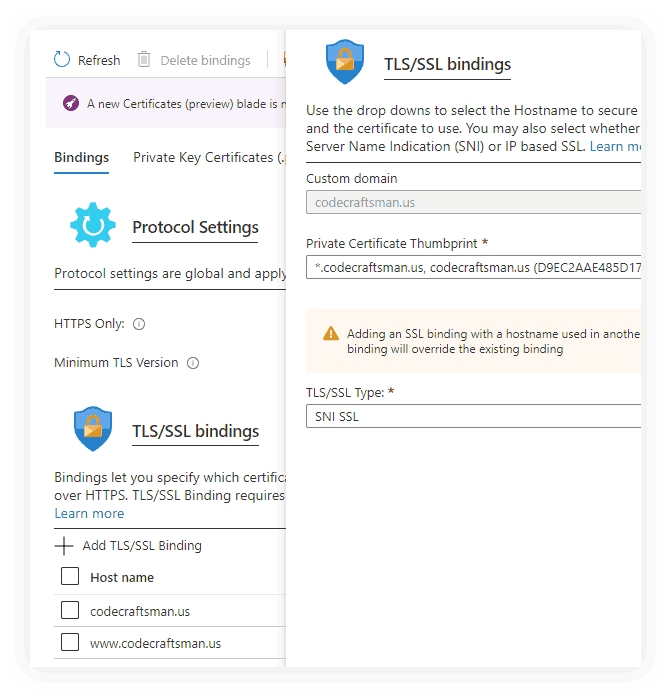 Refresh
Delete bindings
A new Certificates (preview) blade is
Bindings
Private Key Certificates (.
Protocol Settings
Protocol settings are global and apply
HTTPS Only:
Minimum TLS Version
TLS/SSL bindings
Bindings let you specify which
over HTTPS. TLS/SSL Binding requires
Learn more
Add TLS/SSL Binding
Host name
codecraftsman.us
www.codecraftsman.us
TLS/SSL bindings
Use the drop downs to select the Hostname to secure
and the certificate to use. You may also select whether
Server Name Indication (SNI) or IP based SSL. Learn
Custom domain
codecraftsman.us
Private Certificate Thumbprint *
*.codecraftsman.us, codecraftsman.us (D9EC2AAE485D17
Adding an SSL binding with a hostname used in
binding will override the existing binding
TLS/SSL Type: *
SNI SSL